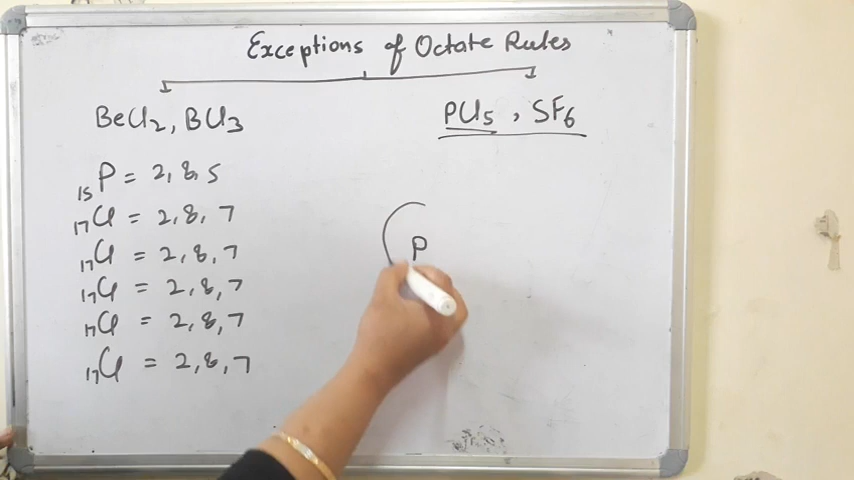 Exceptions of Octate Rules
BeCl2, BCl3
PCl5, SF6
15P = 2, 8, 5
17Cl = 2, 8, 7
17Cl = 2, 8, 7
17Cl = 2, 8, 7
17Cl = 2, 8, 7
17Cl = 2, 8, 7
P